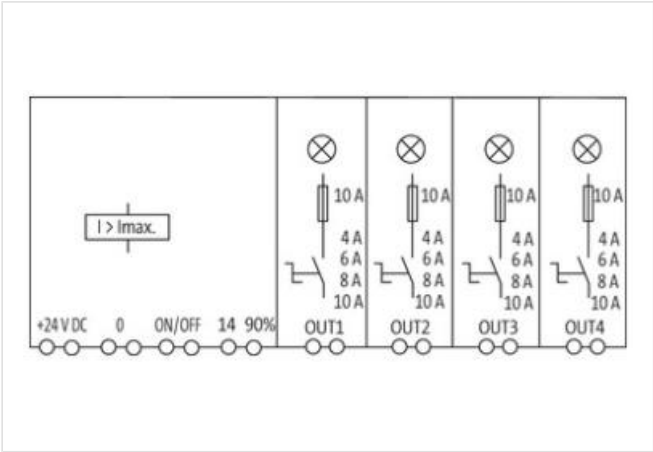 10 A 10 A 10 A 10 A
I > Imax.
4 A 4 A 4 A 4 A
6 A 6 A 6 A 6 A
8 A 8 A 8 A 8 A
10 A 10 A 10 A 10 A
+24 V DC 0 ON/OFF 14 90% OUT1 OUT2 OUT3 OUT4